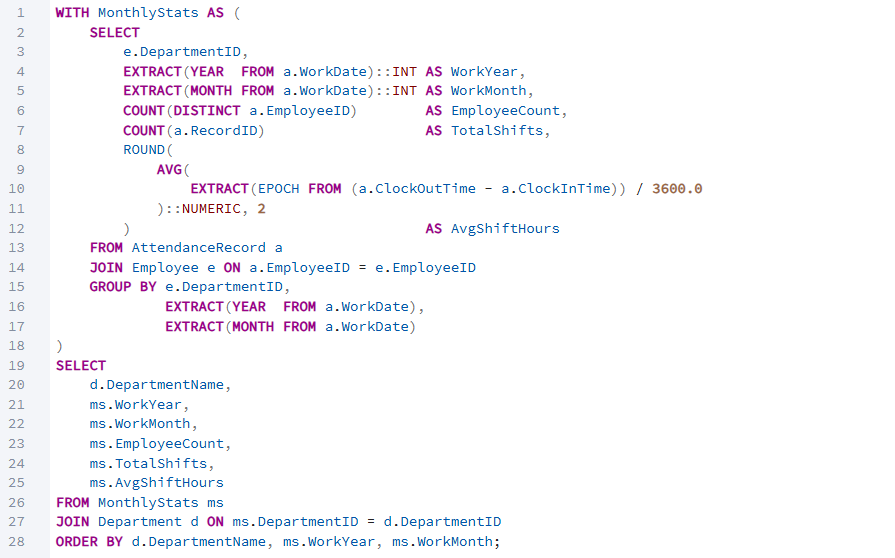 1 WITH MonthlyStats AS (
2     SELECT
3         e.DepartmentID,
4         EXTRACT(YEAR  FROM a.WorkDate)::INT AS WorkYear,
5         EXTRACT(MONTH FROM a.WorkDate)::INT AS WorkMonth,
6         COUNT(DISTINCT a.EmployeeID)        AS EmployeeCount,
7         COUNT(a.RecordID)                   AS TotalShifts,
8         ROUND(
9             AVG(
10                 EXTRACT(EPOCH FROM (a.ClockOutTime - a.ClockInTime)) / 3600.0
11             )::NUMERIC, 2
12         )                                   AS AvgShiftHours
13     FROM AttendanceRecord a
14     JOIN Employee e ON a.EmployeeID = e.EmployeeID
15     GROUP BY e.DepartmentID,
16              EXTRACT(YEAR  FROM a.WorkDate),
17              EXTRACT(MONTH FROM a.WorkDate)
18 )
19 SELECT
20     d.DepartmentName,
21     ms.WorkYear,
22     ms.WorkMonth,
23     ms.EmployeeCount,
24     ms.TotalShifts,
25     ms.AvgShiftHours
26 FROM MonthlyStats ms
27 JOIN Department d ON ms.DepartmentID = d.DepartmentID
28 ORDER BY d.DepartmentName, ms.WorkYear, ms.WorkMonth;